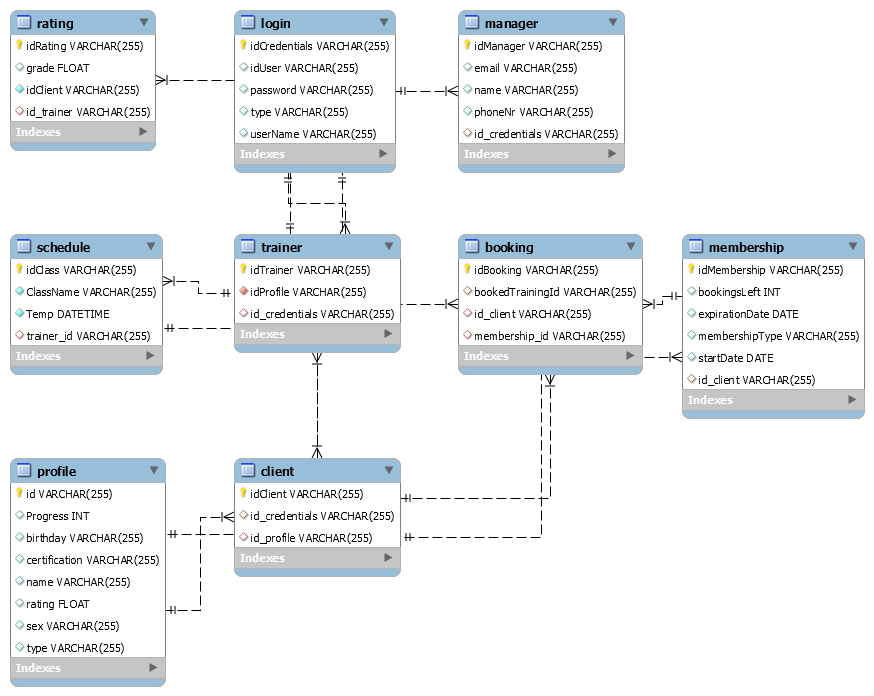 rating
idRating VARCHAR(255)
grade FLOAT
idClient VARCHAR(255)
id_trainer VARCHAR(255)
Indexes
login
idCredentials VARCHAR(255)
idUser VARCHAR(255)
password VARCHAR(255)
type VARCHAR(255)
userName VARCHAR(255)
Indexes
manager
idManager VARCHAR(255)
email VARCHAR(255)
name VARCHAR(255)
phoneNr VARCHAR(255)
id_credentials VARCHAR(255)
Indexes
schedule
idClass VARCHAR(255)
ClassName VARCHAR(255)
Temp DATETIME
trainer_id VARCHAR(255)
Indexes
trainer
idTrainer VARCHAR(255)
idProfile VARCHAR(255)
id_credentials VARCHAR(255)
Indexes
booking
idBooking VARCHAR(255)
bookedTrainingId VARCHAR(255)
id_client VARCHAR(255)
membership_id VARCHAR(255)
Indexes
membership
idMembership VARCHAR(255)
bookingsLeft INT
expirationDate DATE
membershipType VARCHAR(255)
startDate DATE
id_client VARCHAR(255)
Indexes
profile
id VARCHAR(255)
Progress INT
birthday VARCHAR(255)
certification VARCHAR(255)
name VARCHAR(255)
rating FLOAT
sex VARCHAR(255)
type VARCHAR(255)
Indexes
client
idClient VARCHAR(255)
id_credentials VARCHAR(255)
id_profile VARCHAR(255)
Indexes